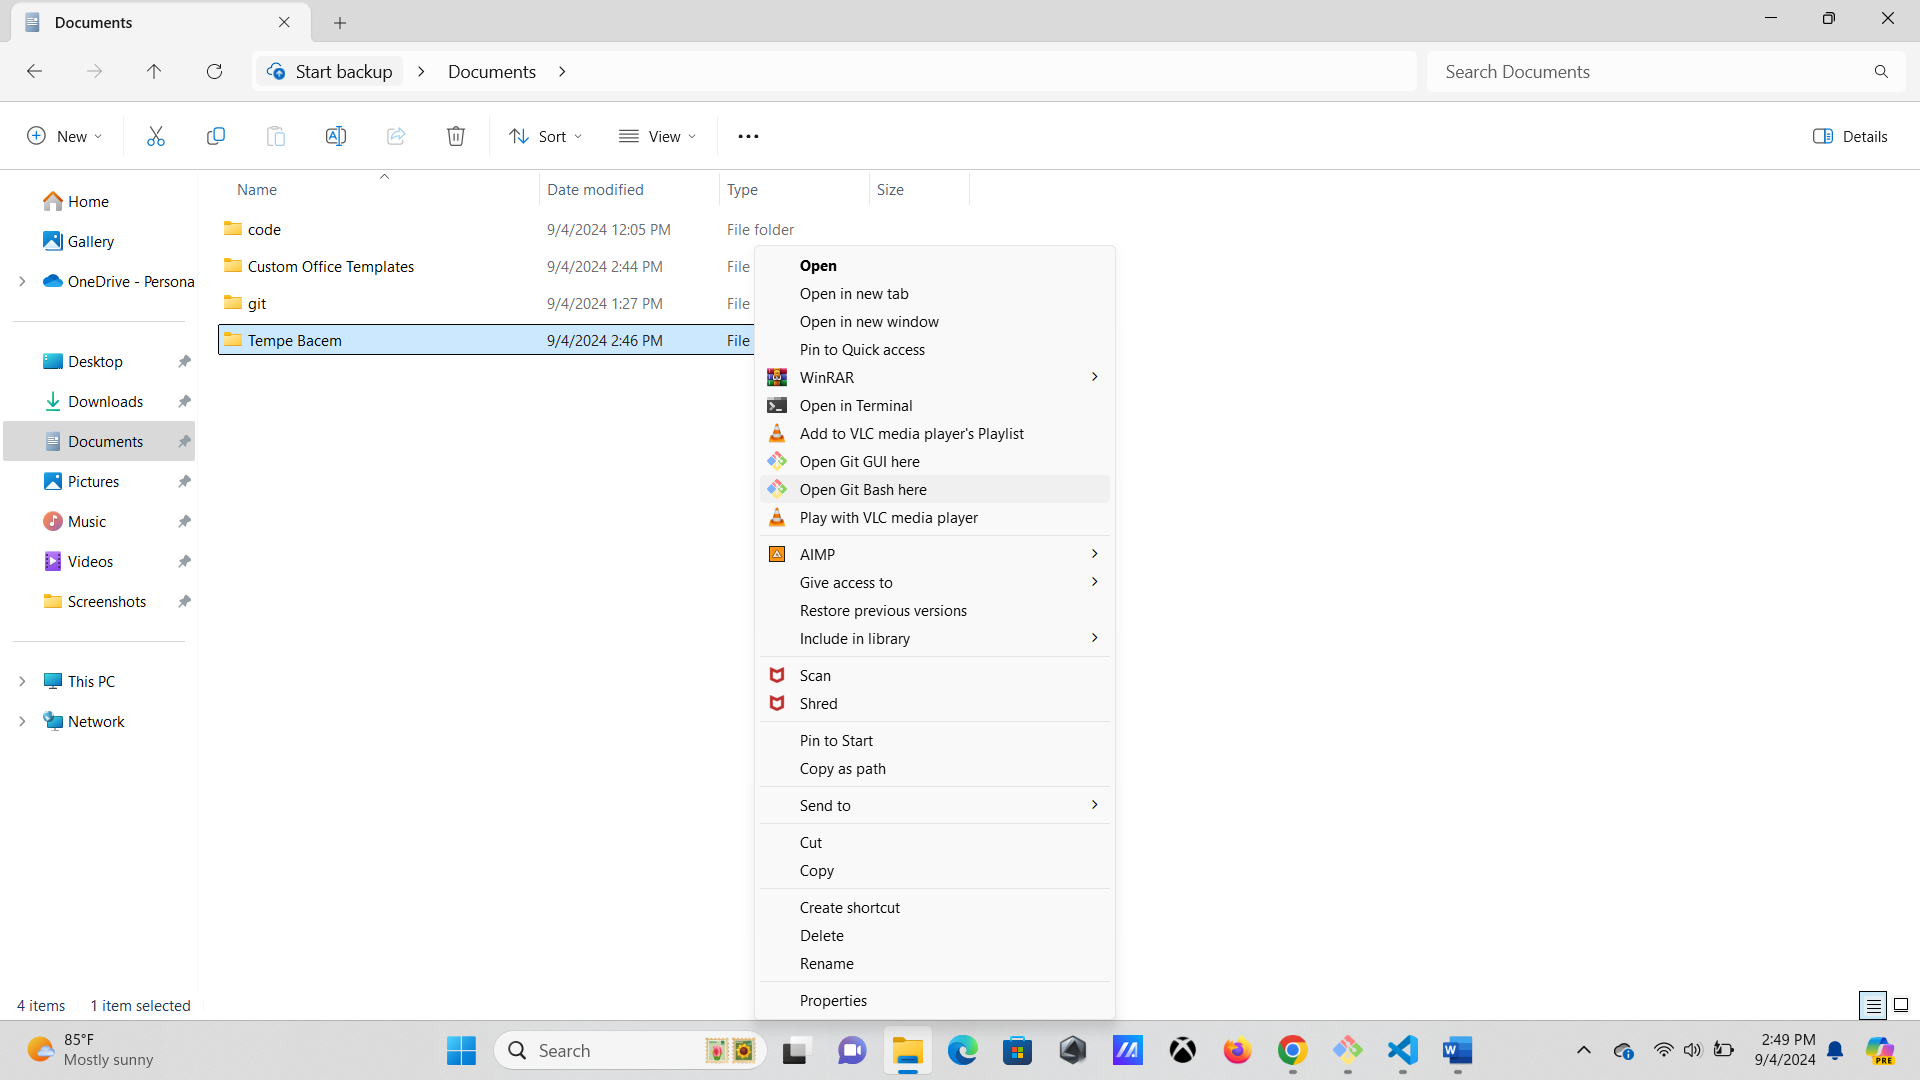 Documents
Start backup
Documents
Search Documents
New
Sort
View
Details
Name
Date modified
Type
Size
code
9/4/2024 12:05 PM
File folder
Custom Office Templates
9/4/2024 2:44 PM
File
git
9/4/2024 1:27 PM
File
Tempe Bacem
9/4/2024 2:46 PM
File
Home
Gallery
OneDrive - Persona
Desktop
Downloads
Documents
Pictures
Music
Videos
Screenshots
This PC
Network
Open
Open in new tab
Open in new window
Pin to Quick access
WinRAR
Open in Terminal
Add to VLC media player's Playlist
Open Git GUI here
Open Git Bash here
Play with VLC media player
AIMP
Give access to
Restore previous versions
Include in library
Scan
Shred
Pin to Start
Copy as path
Send to
Cut
Copy
Create shortcut
Delete
Rename
Properties
4 items
1 item selected
85°F
Mostly sunny
Search
2:49 PM
9/4/2024
PRE